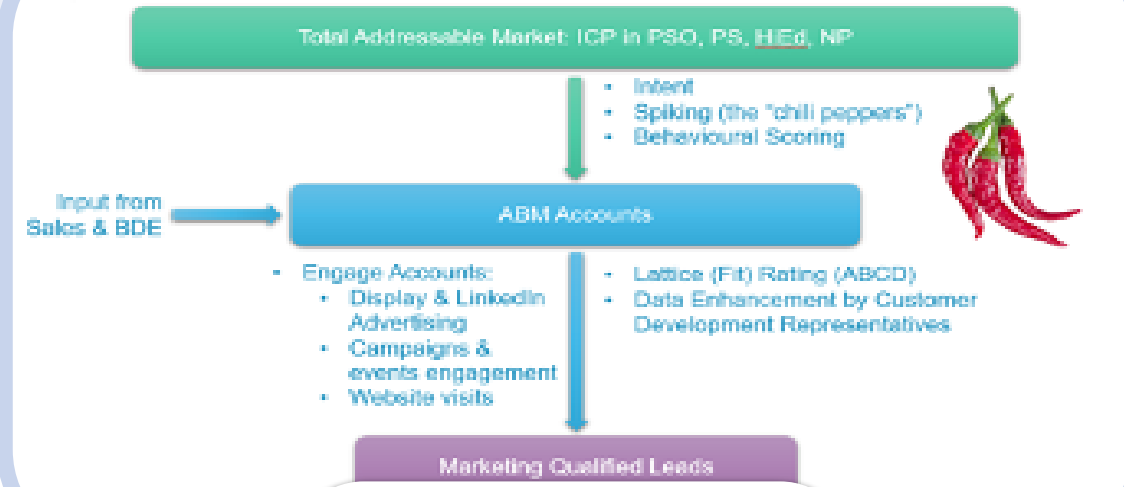 Total Addressable Market: ICP in PSO, PS, HiEd, NP
• Intent
• Spiking (the "chili peppers")
• Behavioural Scoring
Input from
Sales & BDE
ABM Accounts
• Engage Accounts:
• Display & LinkedIn
Advertising
• Campaigns &
events engagement
• Website visits
• Lattice (Fit) Rating (ABCD)
• Data Enhancement by Customer
Development Representatives
Marketing Qualified Leads